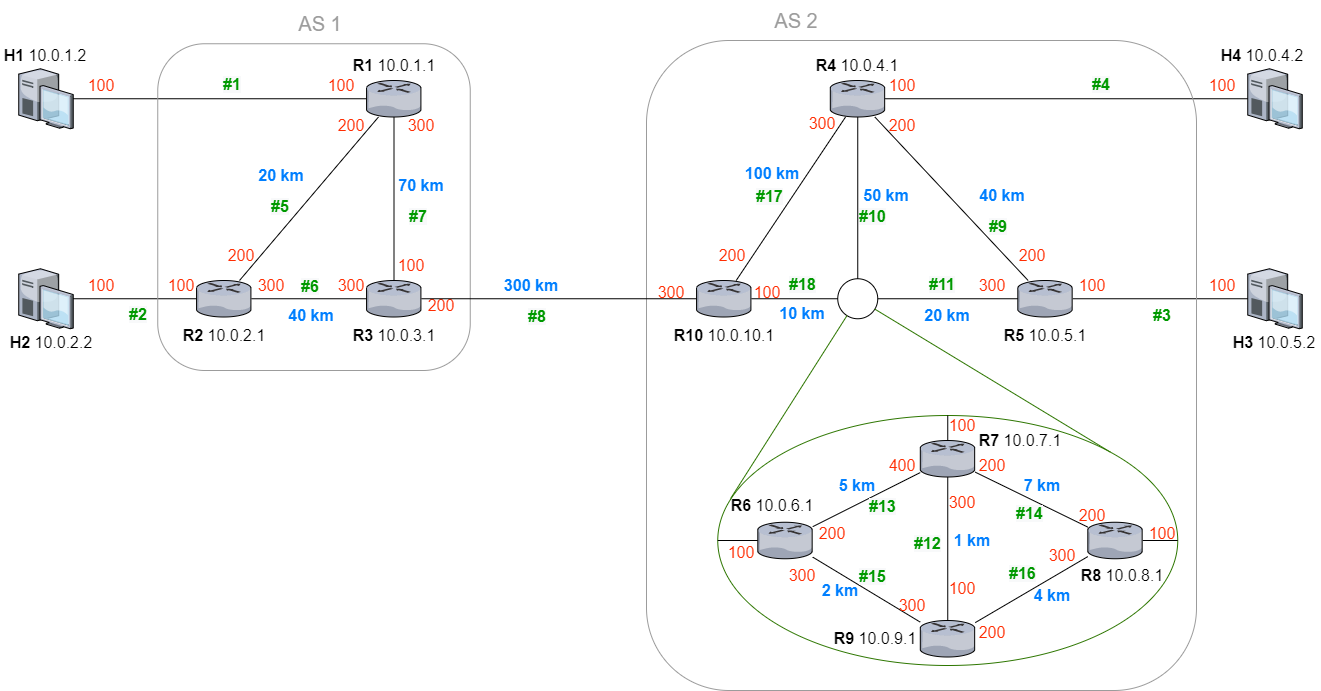 AS 1
AS 2
H1 10.0.1.2
R1 10.0.1.1
R4 10.0.4.1
H4 10.0.4.2
100
#1
100
100
#4
100
200
300
300
200
20 km
70 km
100 km
50 km
40 km
#5
#7
#17
#10
#9
200
100
200
200
100
#2
100
300
#6
300
200
300 km
#8
300
100
#18
#11
300
100
#3
100
40 km
10 km
20 km
H2 10.0.2.2
R2 10.0.2.1
R3 10.0.3.1
R10 10.0.10.1
R5 10.0.5.1
H3 10.0.5.2
100
R7 10.0.7.1
400
200
5 km
7 km
#13
300
#14
R6 10.0.6.1
200
200
100
#12
1 km
100
300
300
#15
#16
R8 10.0.8.1
2 km
100
4 km
300
R9 10.0.9.1
200